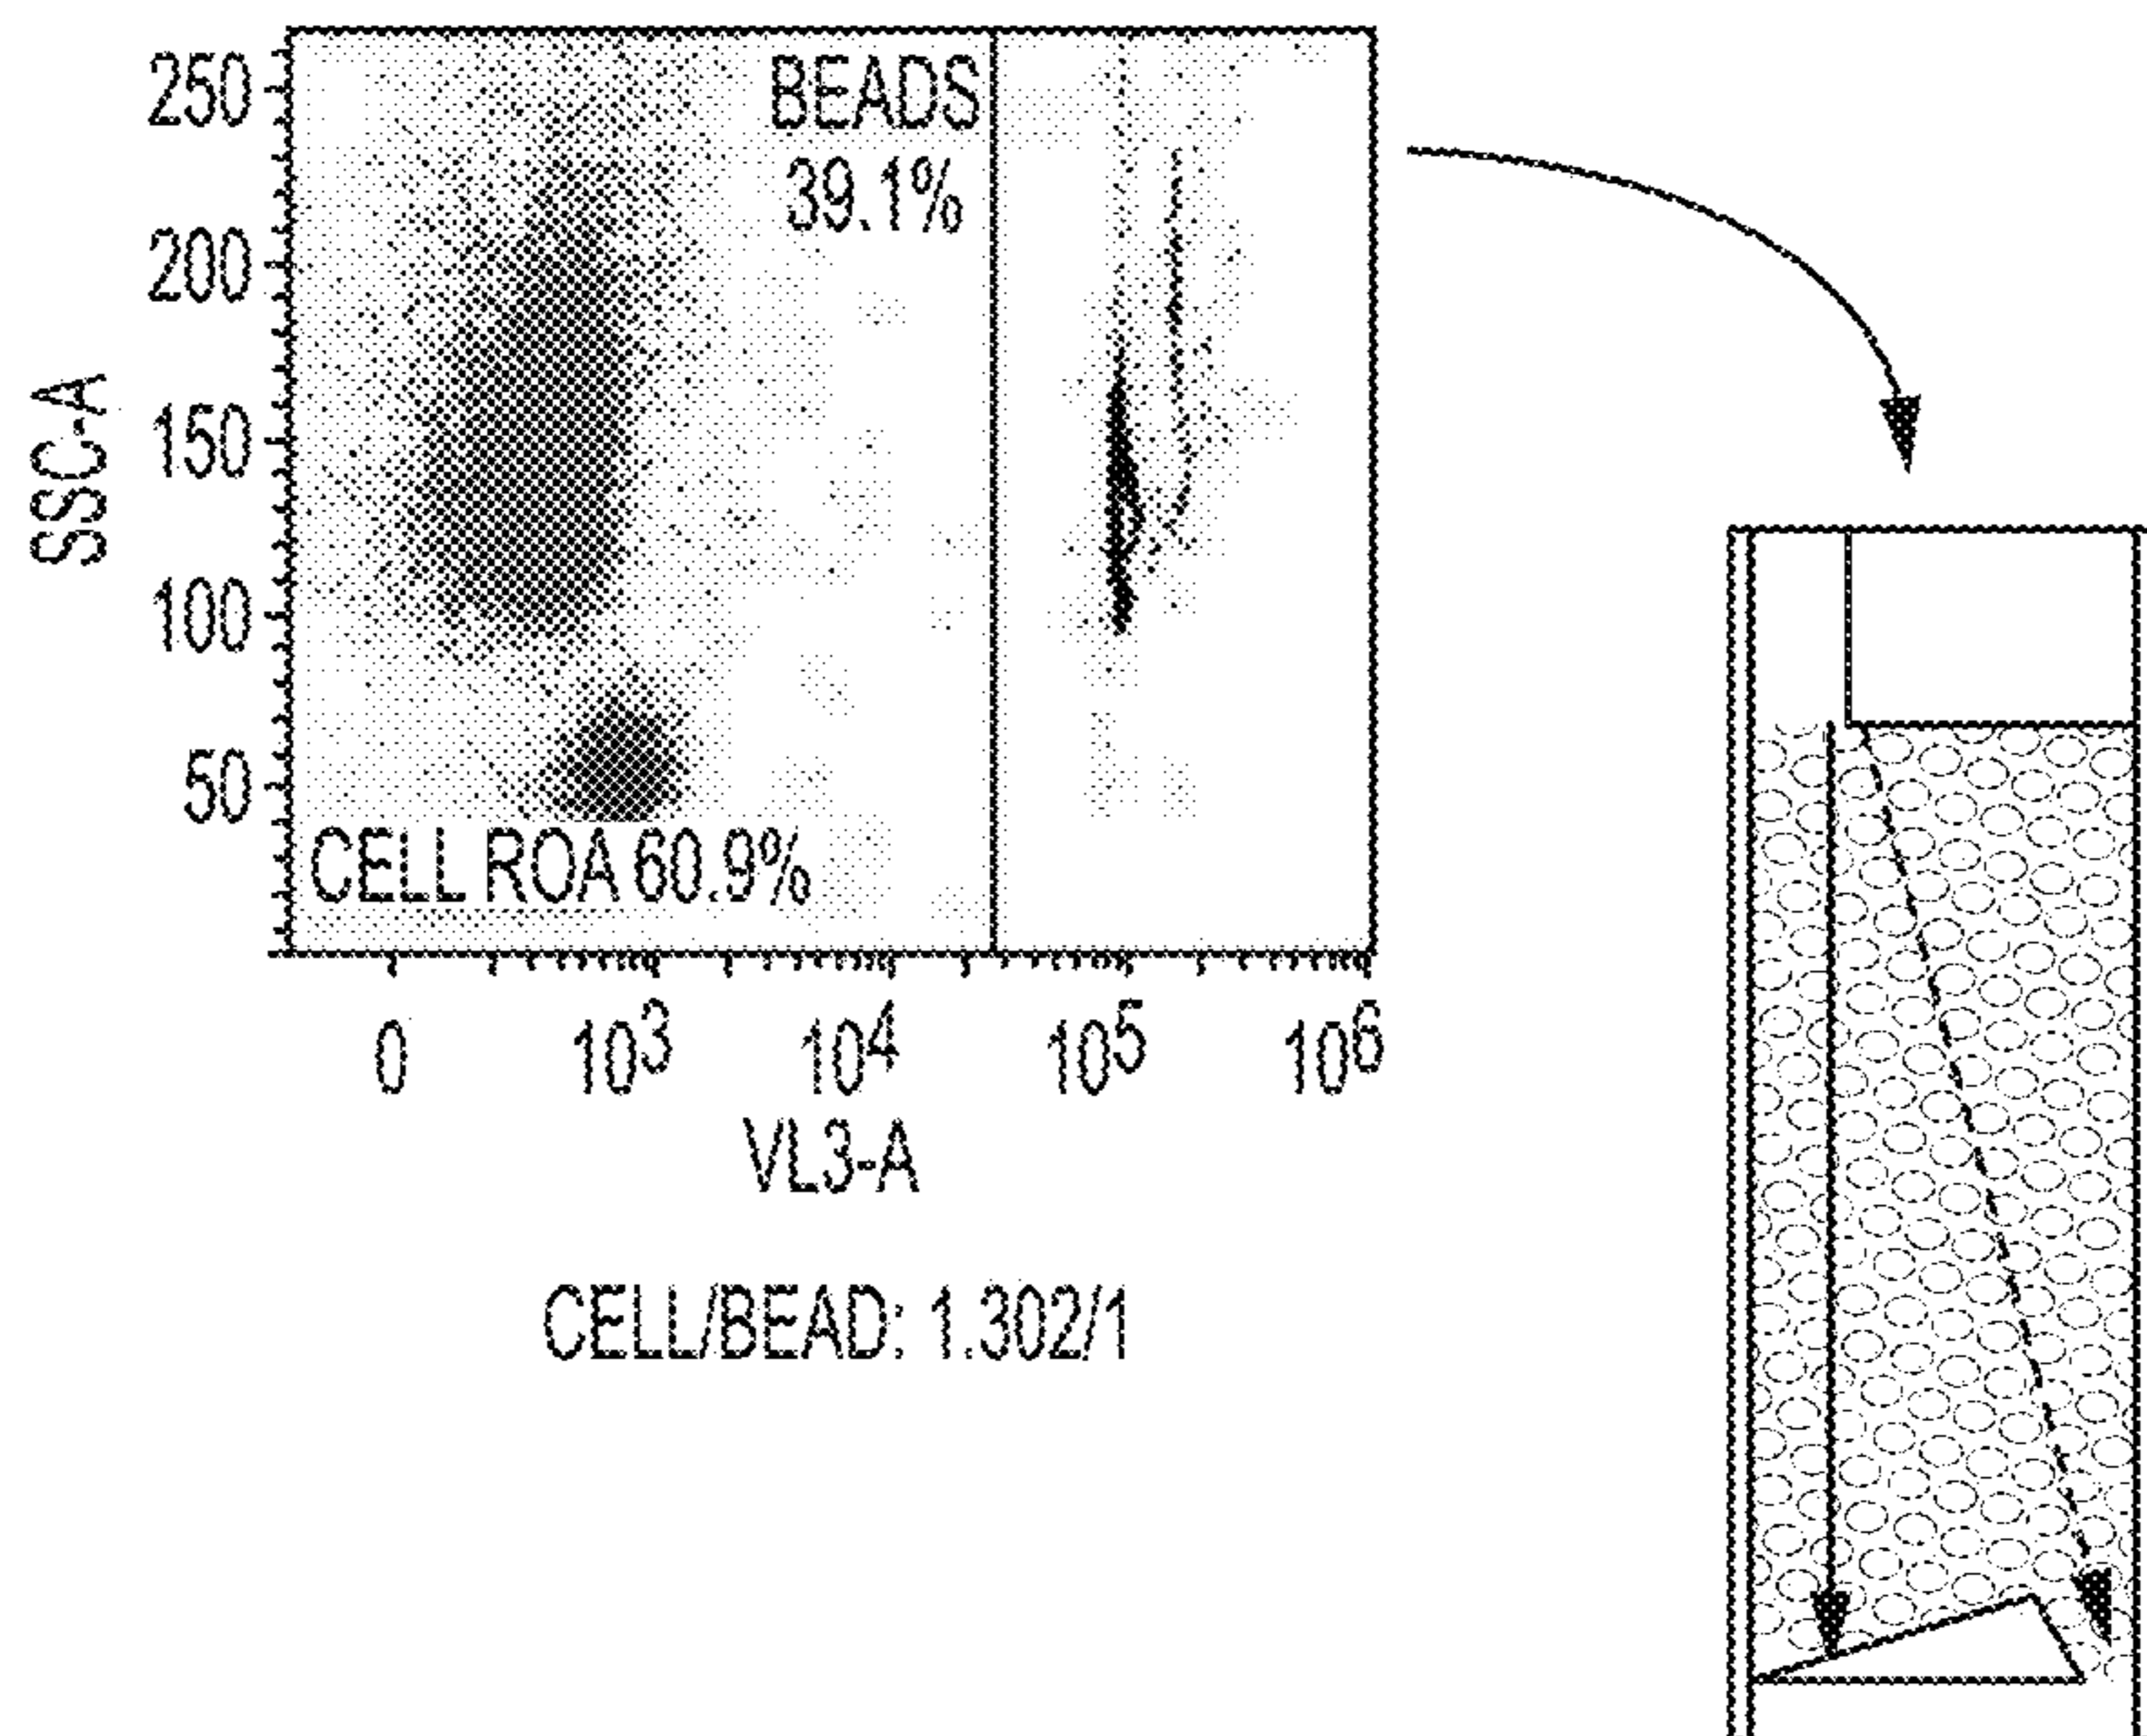 BEADS
39.1%
CELL ROA 60.9%
250
200
150
100
50
SSC-A
0
10³
10⁴
10⁵
10⁶
VL3-A
CELL/BEAD: 1.302/1